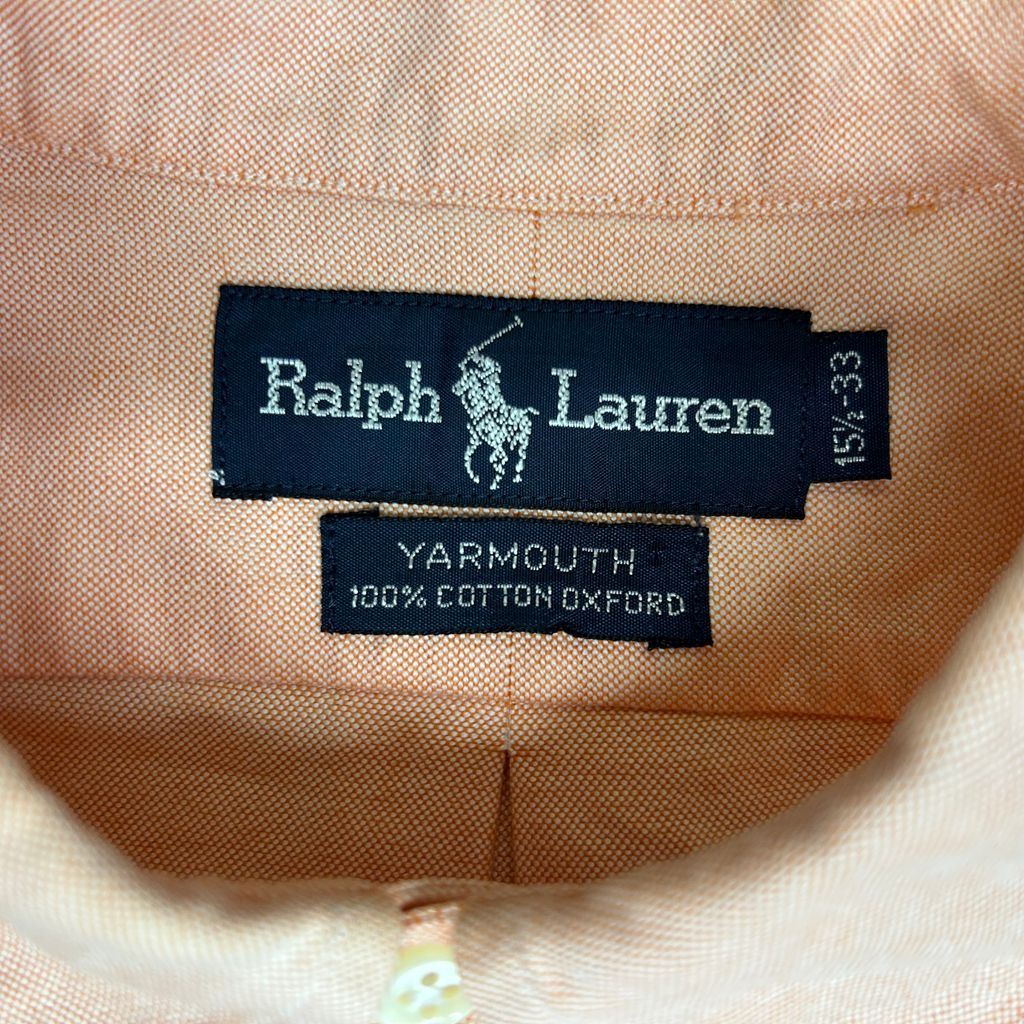 Ralph Lauren
15½-33
YARMOUTH
100% COTTON OXFORD